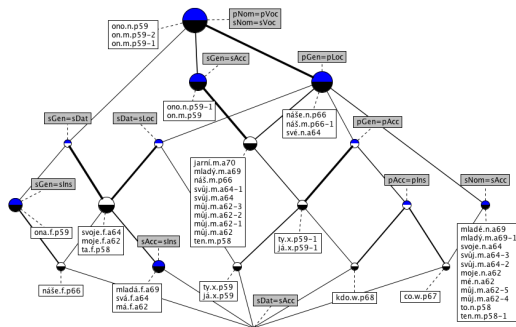 pNom=pVoc
sNom=sVoc
ono.n.p59
on.m.p59-2
on.m.p59-1
sGen=sAcc
pGen=pLoc
ono.n.p59-1
on.m.p59
náše.n.p66
náš.m.p66-1
své.n.a64
sGen=sDat
sDat=sLoc
pGen=pAcc
jarní.m.a70
mladý.m.a69
náš.m.p66
svůj.m.a64-1
svůj.m.a64
můj.m.a62-3
můj.m.a62-2
můj.m.a62-1
můj.m.a62
ten.m.p58
sGen=sIns
pAcc=pIns
sNom=sAcc
ona.f.p59
svoje.f.a64
moje.f.a62
ta.f.p58
sAcc=sIns
ty.x.p59-1
já.x.p59-1
mladé.n.a69
mladý.m.a69-1
svoje.n.a64
svůj.m.a64-3
svůj.m.a64-2
moje.n.a62
mé.n.a62
můj.m.a62-5
můj.m.a62-4
to.n.p58
ten.m.p58-1
náše.f.p66
mladá.f.a69
svá.f.a64
má.f.a62
ty.x.p59
já.x.p59
sDat=sAcc
kdo.w.p68
co.w.p67